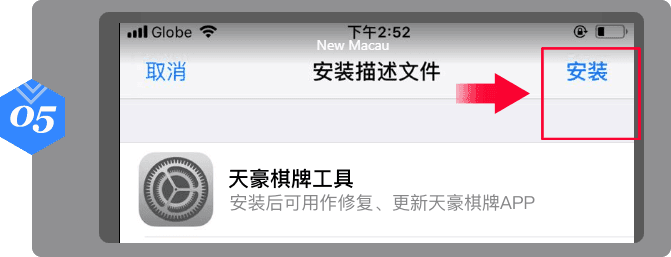 Globe 下午2:52
New Macau
取消 安装描述文件 安装
05
天豪棋牌工具
安装后可用作修复、更新天豪棋牌APP